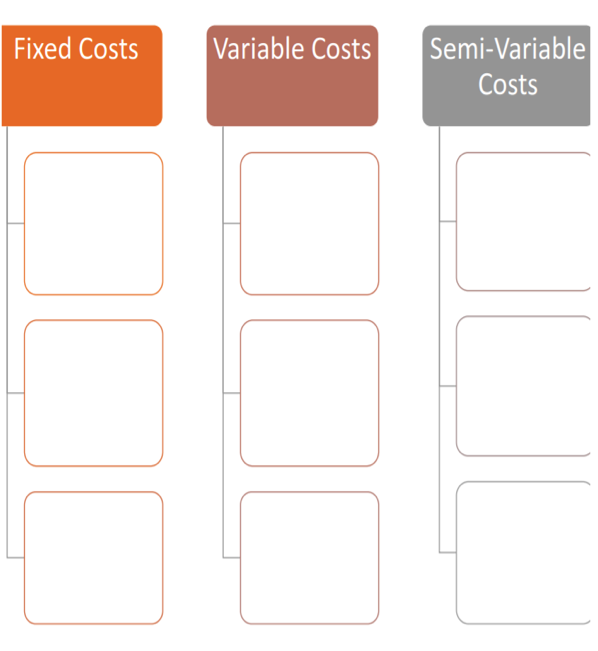 Fixed Costs
Variable Costs
Semi-Variable
Costs